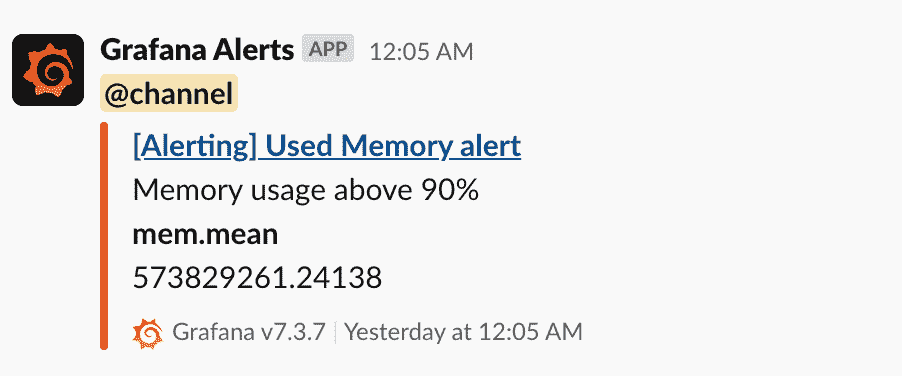 Grafana Alerts APP 12:05 AM
@channel
[Alerting] Used Memory alert
Memory usage above 90%
mem.mean
573829261.24138
Grafana v7.3.7 | Yesterday at 12:05 AM